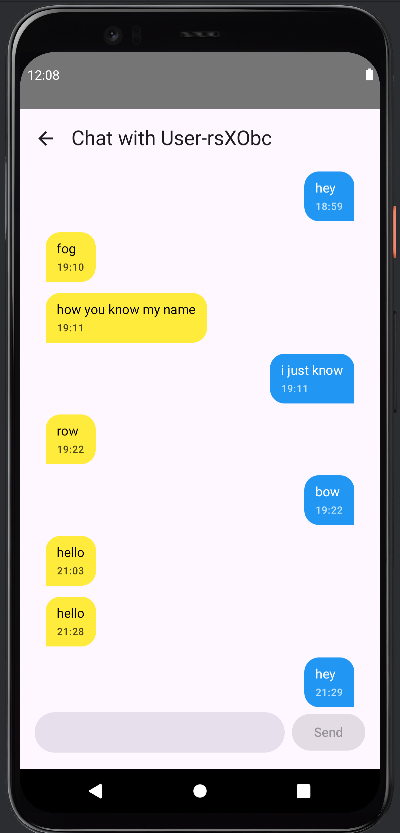 12:08
Chat with User-rsXObc
hey
18:59
fog
19:10
how you know my name
19:11
i just know
19:11
row
19:22
bow
19:22
hello
21:03
hello
21:28
hey
21:29
Send